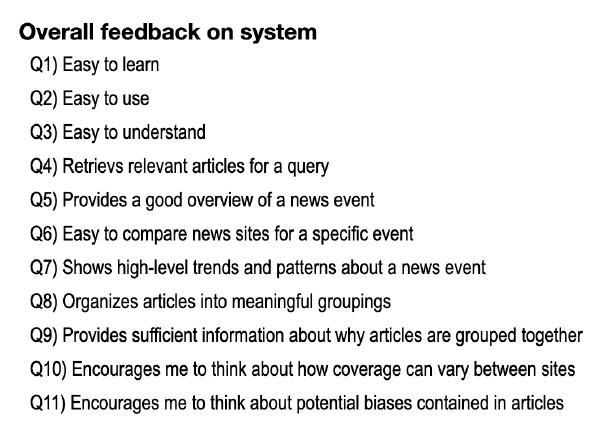 Overall feedback on system
Q1) Easy to learn
Q2) Easy to use
Q3) Easy to understand
Q4) Retrievs relevant articles for a query
Q5) Provides a good overview of a news event
Q6) Easy to compare news sites for a specific event
Q7) Shows high-level trends and patterns about a news event
Q8) Organizes articles into meaningful groupings
Q9) Provides sufficient information about why articles are grouped together
Q10) Encourages me to think about how coverage can vary between sites
Q11) Encourages me to think about potential biases contained in articles